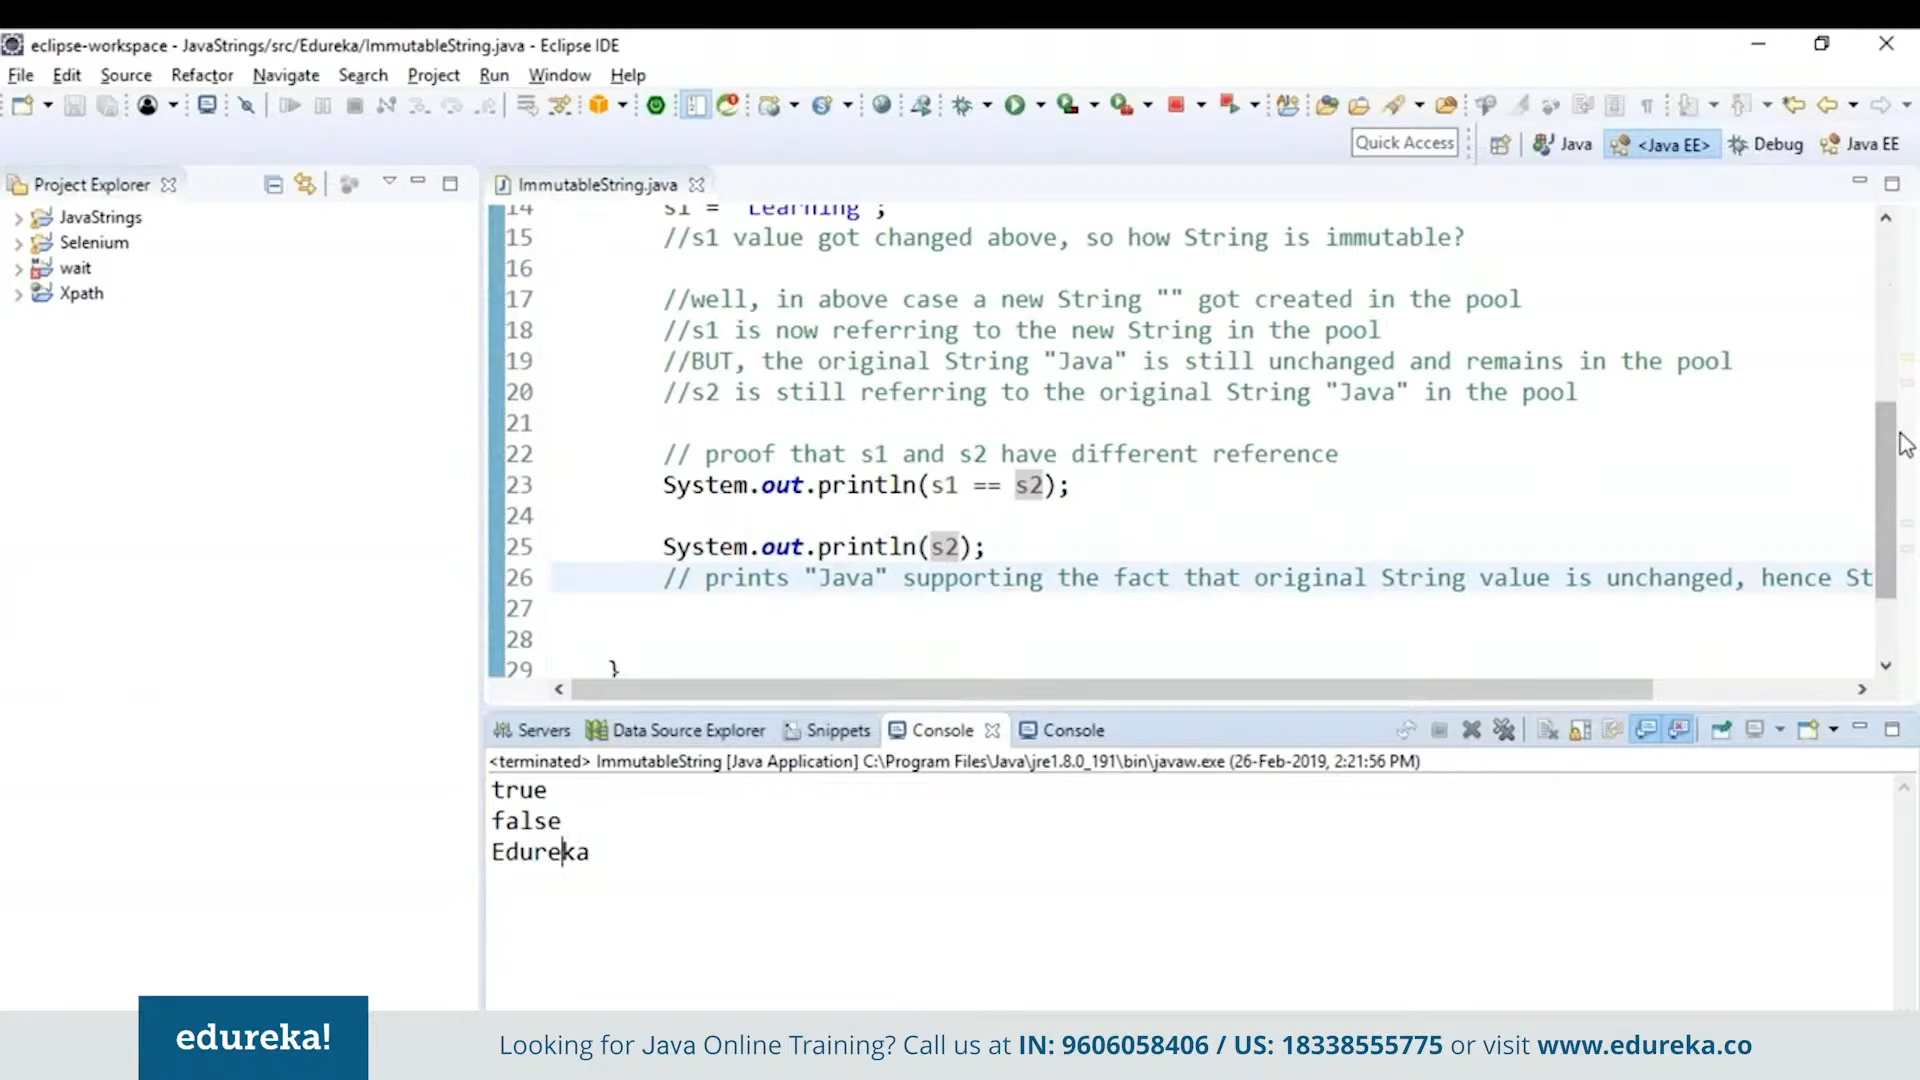 eclipse-workspace - JavaStrings/src/Edureka/ImmutableString.java - Eclipse IDE
File Edit Source Refactor Navigate Search Project Run Window Help
Quick Access Java <Java EE> Debug Java EE
Project Explorer
JavaStrings
Selenium
wait
Xpath
ImmutableString.java
14 s1 = "Learning";
15 //s1 value got changed above, so how String is immutable?
16
17 //well, in above case a new String "" got created in the pool
18 //s1 is now referring to the new String in the pool
19 //BUT, the original String "Java" is still unchanged and remains in the pool
20 //s2 is still referring to the original String "Java" in the pool
21
22 // proof that s1 and s2 have different reference
23 System.out.println(s1 == s2);
24
25 System.out.println(s2);
26 // prints "Java" supporting the fact that original String value is unchanged, hence St
27
28
29 }
Servers Data Source Explorer Snippets Console Console
<terminated> ImmutableString [Java Application] C:\Program Files\Java\jre1.8.0_191\bin\javaw.exe (26-Feb-2019, 2:21:56 PM)
true
false
Edureka
edureka!
Looking for Java Online Training? Call us at IN: 9606058406 / US: 18338555775 or visit www.edureka.co